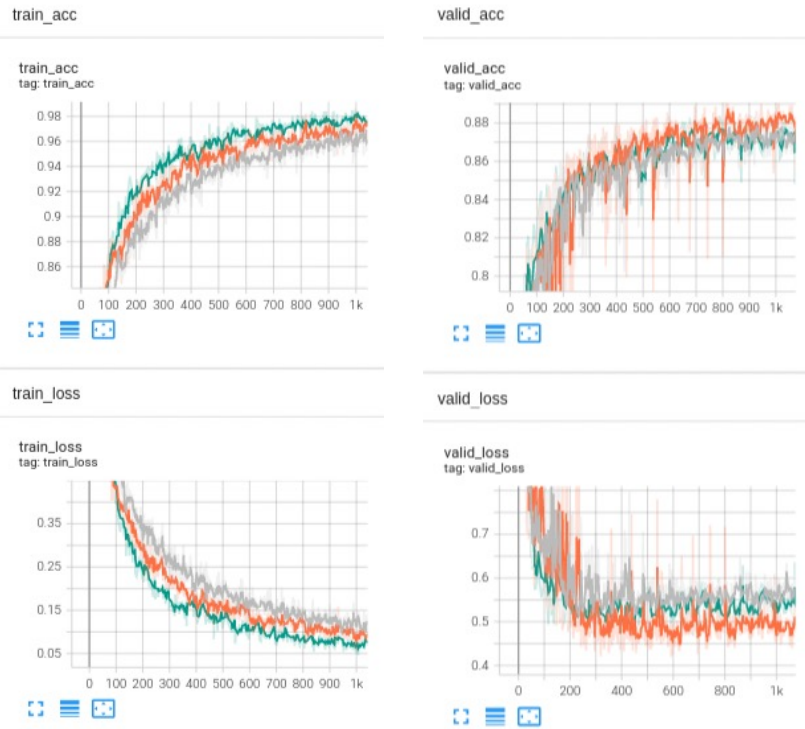 train_acc
train_acc
tag: train_acc
0.98
0.96
0.94
0.92
0.9
0.88
0.86
0 100 200 300 400 500 600 700 800 900 1k
valid_acc
valid_acc
tag: valid_acc
0.88
0.86
0.84
0.82
0.8
0 100 200 300 400 500 600 700 800 900 1k
train_loss
train_loss
tag: train_loss
0.35
0.25
0.15
0.05
0 100 200 300 400 500 600 700 800 900 1k
valid_loss
valid_loss
tag: valid_loss
0.7
0.6
0.5
0.4
0 200 400 600 800 1k